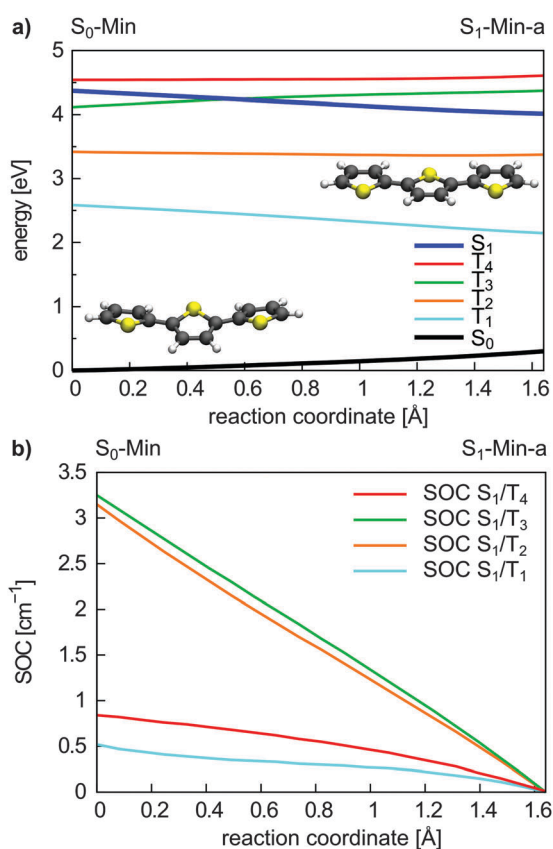 a)
S₀-Min S₁-Min-a
5
4
3
2
1
0
energy [eV]
S₁
T₄
T₃
T₂
T₁
S₀
0 0.2 0.4 0.6 0.8 1 1.2 1.4 1.6
reaction coordinate [Å]
b)
S₀-Min S₁-Min-a
3.5
3
2.5
2
1.5
1
0.5
0
SOC [cm⁻¹]
SOC S₁/T₄
SOC S₁/T₃
SOC S₁/T₂
SOC S₁/T₁
0 0.2 0.4 0.6 0.8 1 1.2 1.4 1.6
reaction coordinate [Å]